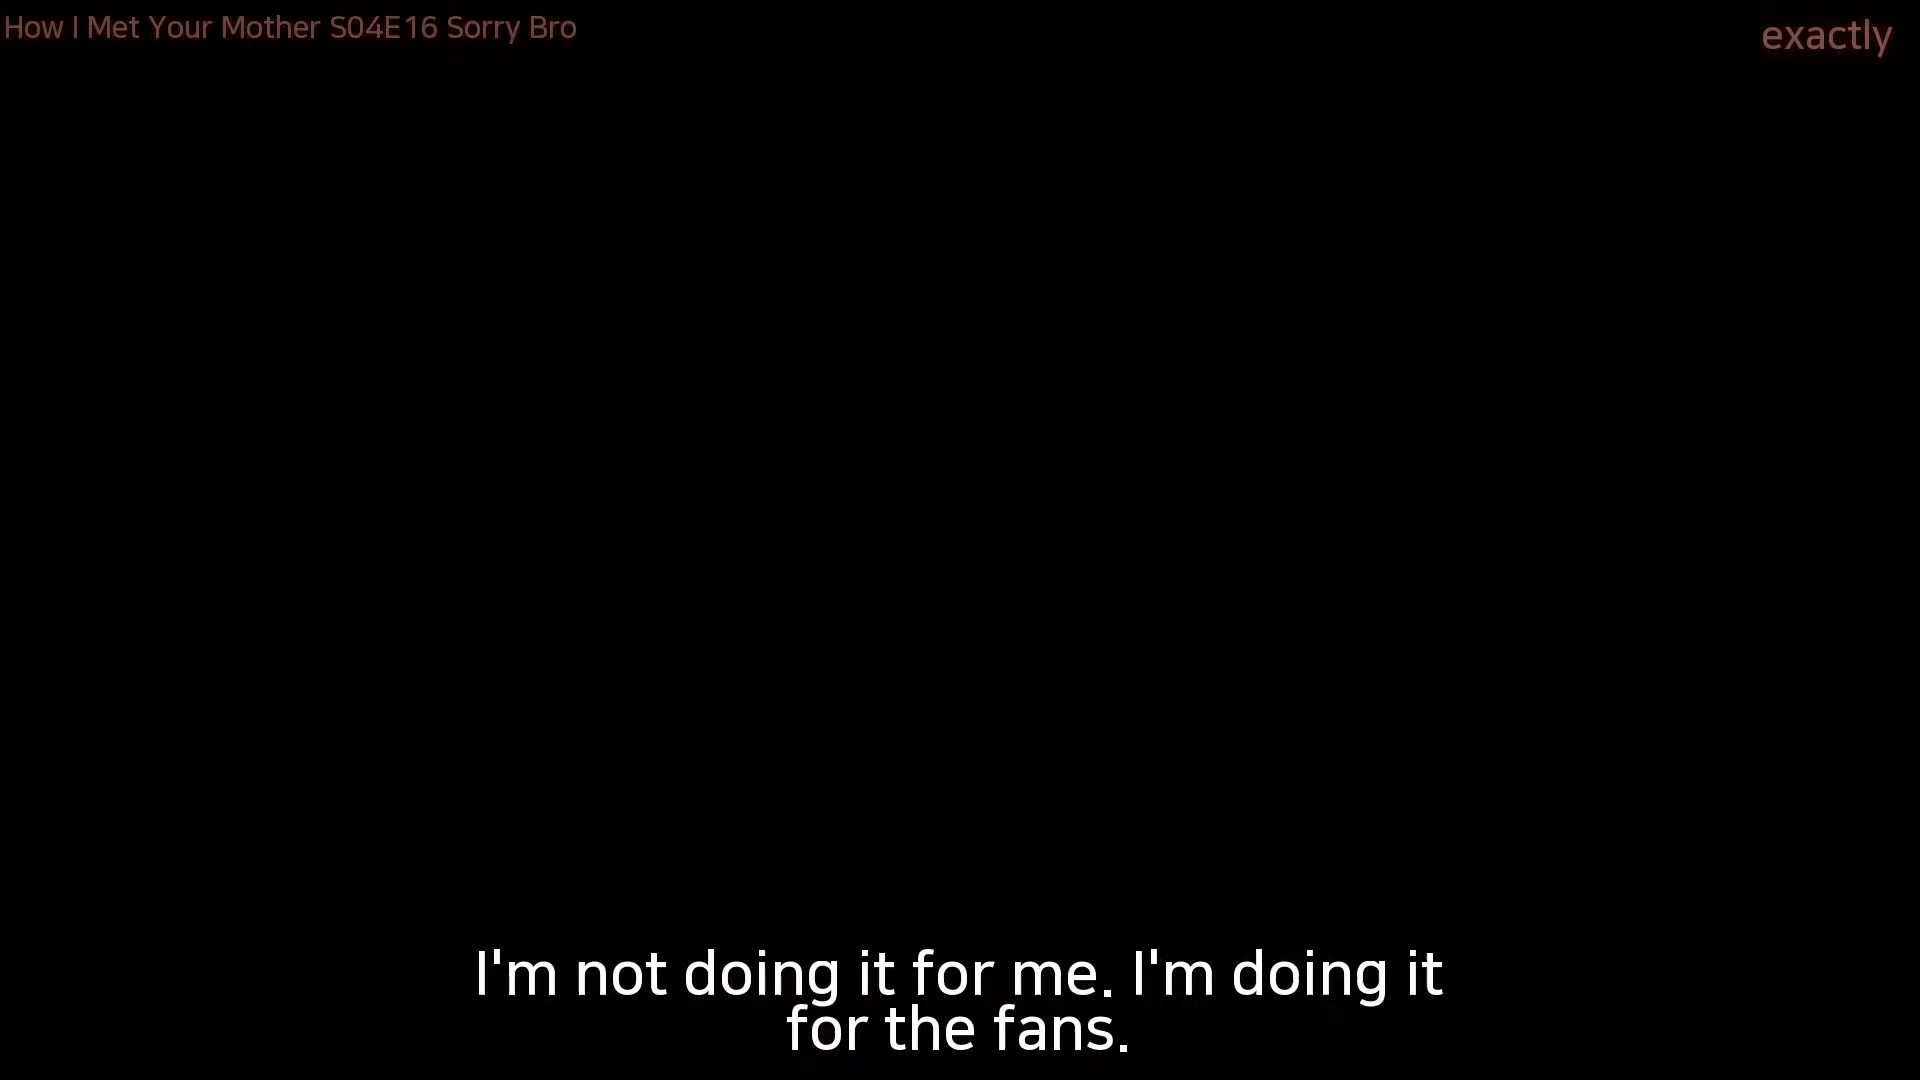 How I Met Your Mother S04E16 Sorry Bro
exactly
I'm not doing it for me. I'm doing it
for the fans.